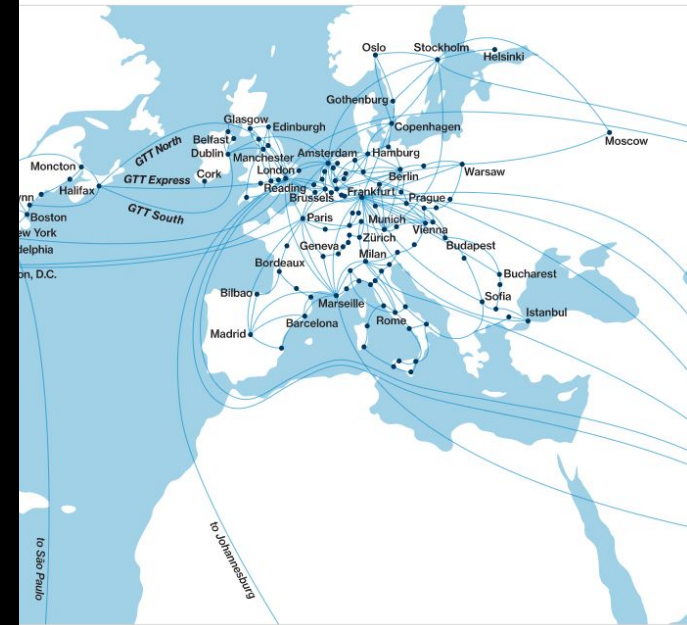 Oslo
Stockholm
Helsinki
Gothenburg
Copenhagen
Moscow
Glasgow
Edinburgh
Belfast
Dublin
Manchester
Amsterdam
Hamburg
GTT North
Moncton
London
Berlin
Warsaw
GTT Express
Cork
Halifax
Reading
Brussels
Frankfurt
Prague
GTT South
Boston
Paris
Munich
Vienna
ew York
Zürich
Budapest
delphia
Geneva
Milan
on, D.C.
Bordeaux
Bucharest
Bilbao
Marseille
Sofia
Istanbul
Barcelona
Rome
Madrid
to São Paulo
to Johannesburg